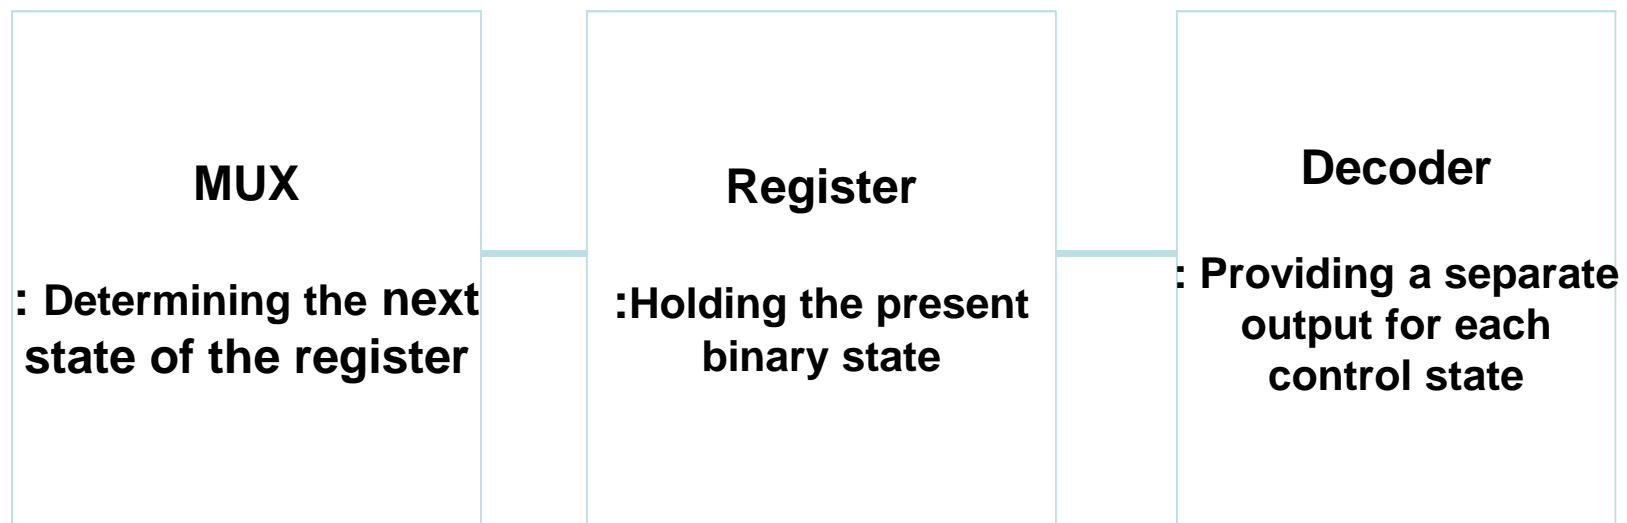 MUX
: Determining the next
state of the register
Register
:Holding the present
binary state
Decoder
: Providing a separate
output for each
control state